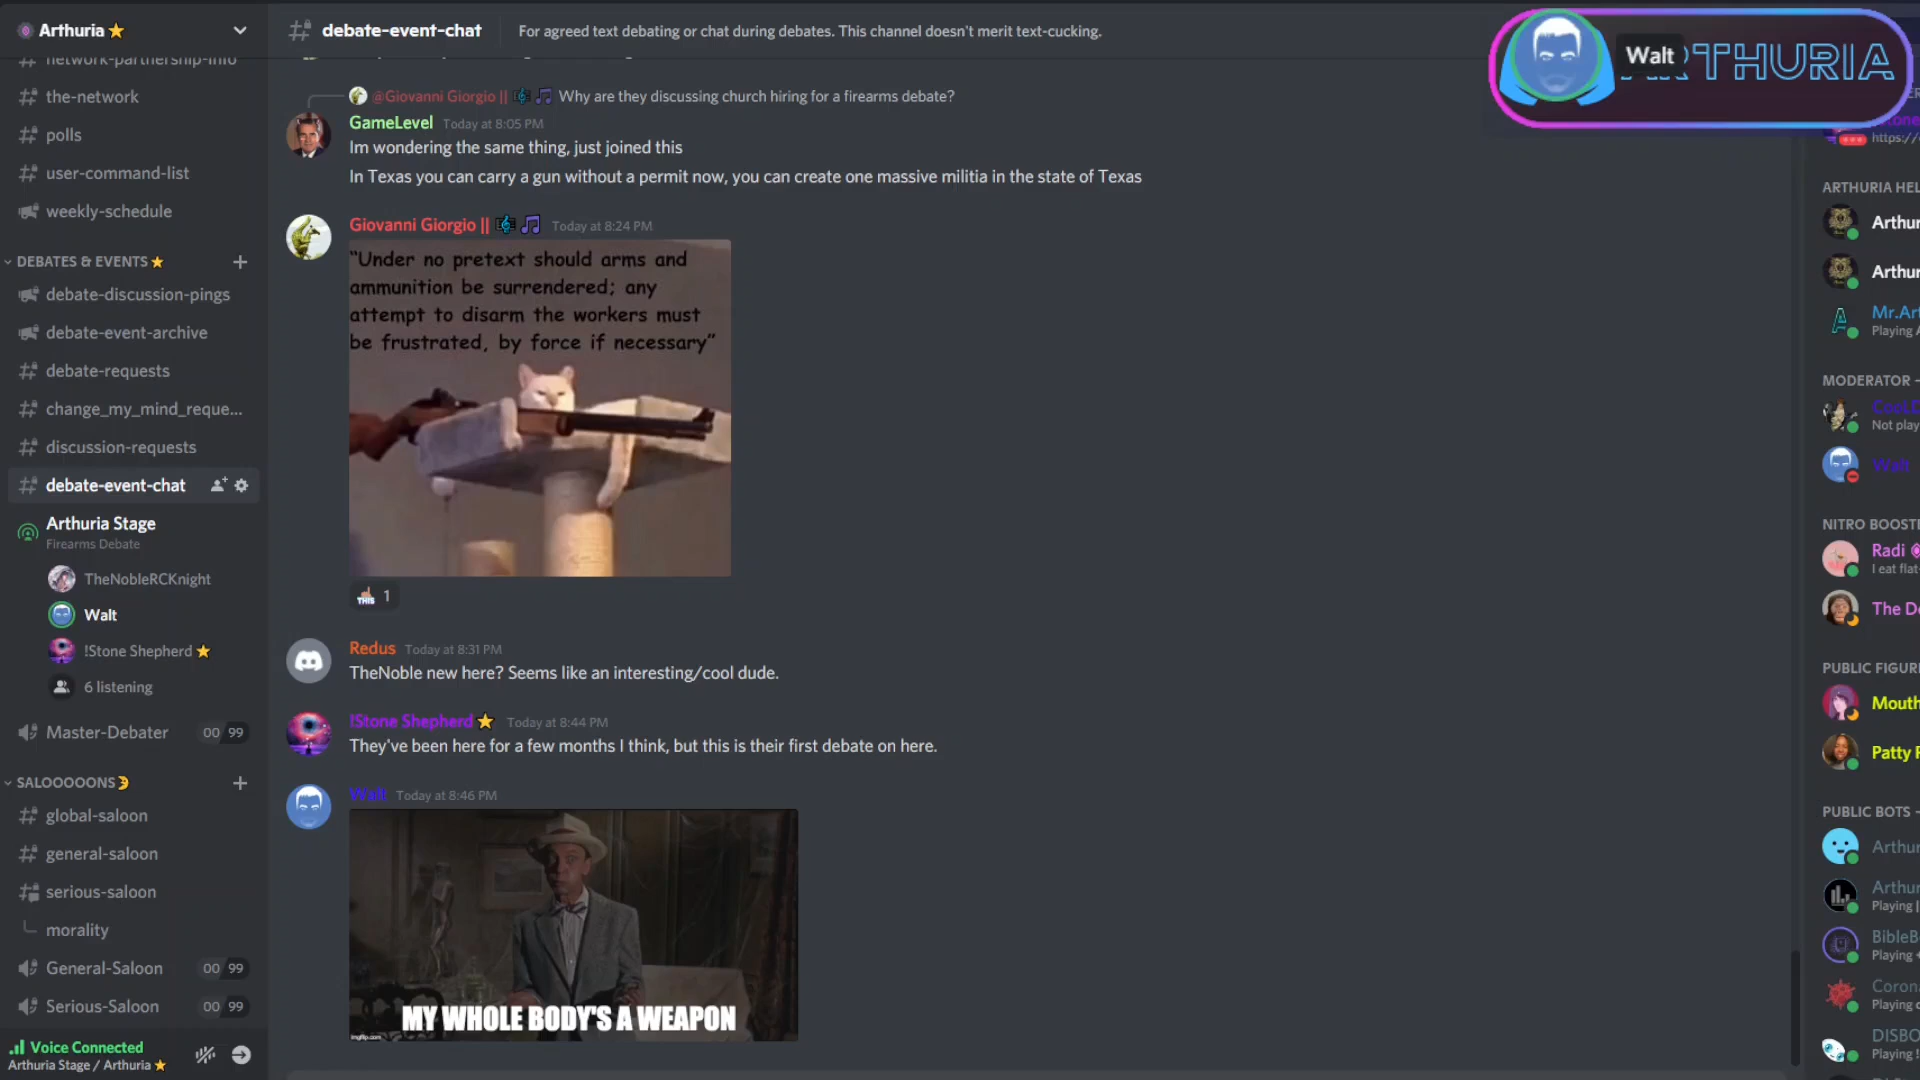 Arthuria
network-partnership-info
the-network
polls
user-command-list
weekly-schedule
DEBATES & EVENTS
debate-discussion-pings
debate-event-archive
debate-requests
change_my_mind_reque...
discussion-requests
debate-event-chat
Arthuria Stage
Firearms Debate
TheNobleRCKnight
Walt
!Stone Shepherd
6 listening
Master-Debater 00 99
SALOOOOONS
global-saloon
general-saloon
serious-saloon
morality
General-Saloon 00 99
Serious-Saloon 00 99
Voice Connected
Arthuria Stage / Arthuria
debate-event-chat For agreed text debating or chat during debates. This channel doesn't merit text-cucking.
@Giovanni Giorgio || Why are they discussing church hiring for a firearms debate?
GameLevel Today at 8:05 PM
Im wondering the same thing, just joined this
In Texas you can carry a gun without a permit now, you can create one massive militia in the state of Texas
Giovanni Giorgio || Today at 8:24 PM
"Under no pretext should arms and
ammunition be surrendered; any
attempt to disarm the workers must
be frustrated, by force if necessary"
THIS 1
Redus Today at 8:31 PM
TheNoble new here? Seems like an interesting/cool dude.
!Stone Shepherd Today at 8:44 PM
They've been here for a few months I think, but this is their first debate on here.
Walt Today at 8:46 PM
MY WHOLE BODY'S A WEAPON
imgflip.com
Walt
THURIA
https://
ARTHURIA HEL
Arthur
Arthur
Mr.Art
Playing A
MODERATOR -
CooLD
Not play
Walt
NITRO BOOSTE
Radi
I eat flat-
The De
PUBLIC FIGURE
Mouth
Patty P
PUBLIC BOTS -
Arthur
Arthur
Playing |
BibleB
Playing +
Coron
Playing c
DISBO
Playing !